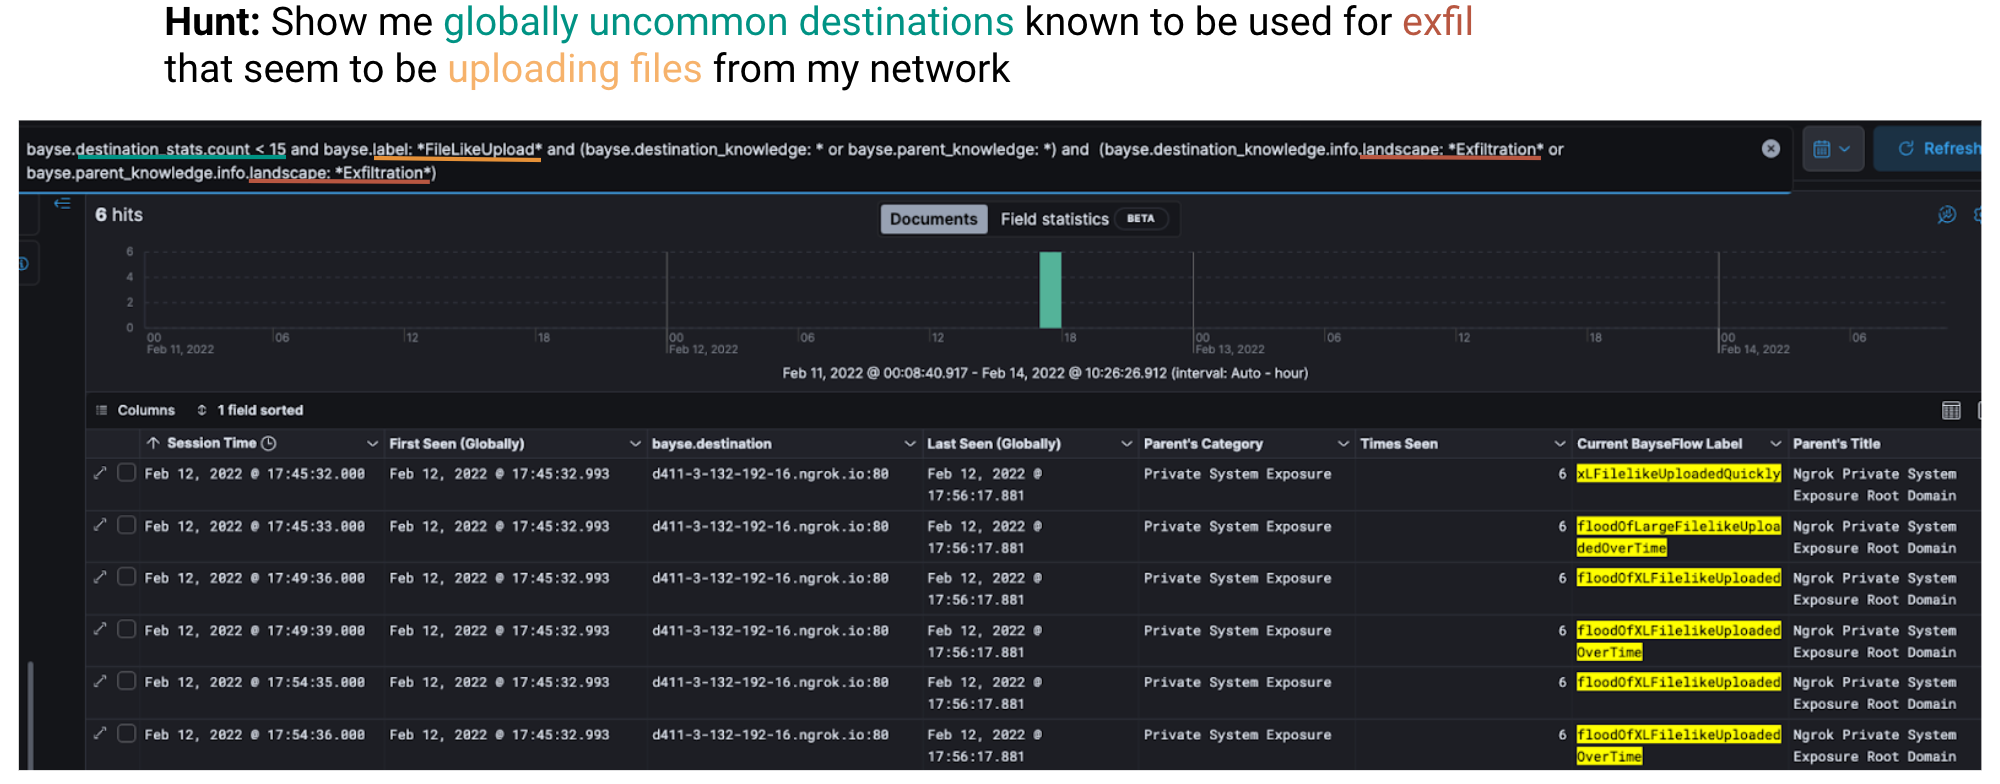 Hunt: Show me globally uncommon destinations known to be used for exfil
that seem to be uploading files from my network
bayse.destination_stats.count < 15 and bayse.label: *FileLikeUpload* and (bayse.destination_knowledge: * or bayse.parent_knowledge: *) and (bayse.destination_knowledge.info.landscape: *Exfiltration* or
bayse.parent_knowledge.info.landscape: *Exfiltration*)
Refresh
6 hits
Documents Field statistics BETA
6
4
2
0
00 06 12 18 00 06 12 18 00 06 12 18 00 06
Feb 11, 2022 Feb 12, 2022 Feb 13, 2022 Feb 14, 2022
Feb 11, 2022 @ 00:08:40.917 - Feb 14, 2022 @ 10:26:26.912 (interval: Auto - hour)
Columns 1 field sorted
Session Time First Seen (Globally) bayse.destination Last Seen (Globally) Parent's Category Times Seen Current BayseFlow Label Parent's Title
Feb 12, 2022 @ 17:45:32.000 Feb 12, 2022 @ 17:45:32.993 d411-3-132-192-16.ngrok.io:80 Feb 12, 2022 @ Private System Exposure 6 xLFilelikeUploadedQuickly Ngrok Private System
17:56:17.881 Exposure Root Domain
Feb 12, 2022 @ 17:45:33.000 Feb 12, 2022 @ 17:45:32.993 d411-3-132-192-16.ngrok.io:80 Feb 12, 2022 @ Private System Exposure 6 floodOfLargeFilelikeUploa Ngrok Private System
17:56:17.881 dedOverTime Exposure Root Domain
Feb 12, 2022 @ 17:49:36.000 Feb 12, 2022 @ 17:45:32.993 d411-3-132-192-16.ngrok.io:80 Feb 12, 2022 @ Private System Exposure 6 floodOfXLFilelikeUploaded Ngrok Private System
17:56:17.881 Exposure Root Domain
Feb 12, 2022 @ 17:49:39.000 Feb 12, 2022 @ 17:45:32.993 d411-3-132-192-16.ngrok.io:80 Feb 12, 2022 @ Private System Exposure 6 floodOfXLFilelikeUploaded Ngrok Private System
17:56:17.881 OverTime Exposure Root Domain
Feb 12, 2022 @ 17:54:35.000 Feb 12, 2022 @ 17:45:32.993 d411-3-132-192-16.ngrok.io:80 Feb 12, 2022 @ Private System Exposure 6 floodOfXLFilelikeUploaded Ngrok Private System
17:56:17.881 Exposure Root Domain
Feb 12, 2022 @ 17:54:36.000 Feb 12, 2022 @ 17:45:32.993 d411-3-132-192-16.ngrok.io:80 Feb 12, 2022 @ Private System Exposure 6 floodOfXLFilelikeUploaded Ngrok Private System
17:56:17.881 OverTime Exposure Root Domain